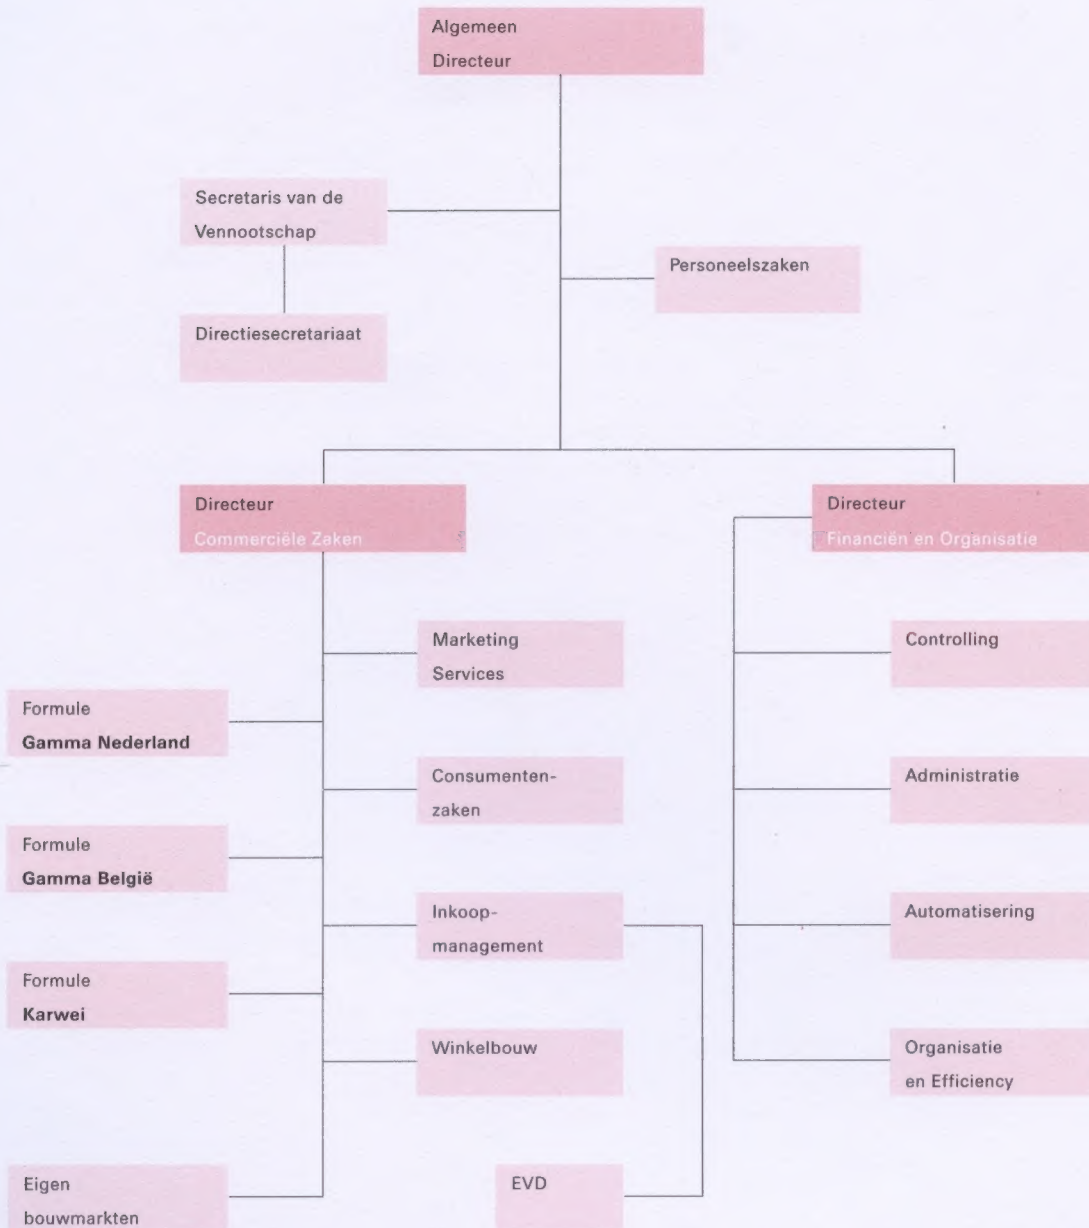 Algemeen
Directeur
Secretaris van de
Vennootschap
Personeelszaken
Directiesecretariaat
Directeur
Commerciële Zaken
Directeur
Financiën en Organisatie
Marketing
Services
Controlling
Formule
Gamma Nederland
Consumenten-
zaken
Administratie
Formule
Gamma België
Inkoop-
management
Automatisering
Formule
Karwei
Winkelbouw
Organisatie
en Efficiency
Eigen
bouwmarkten
EVD